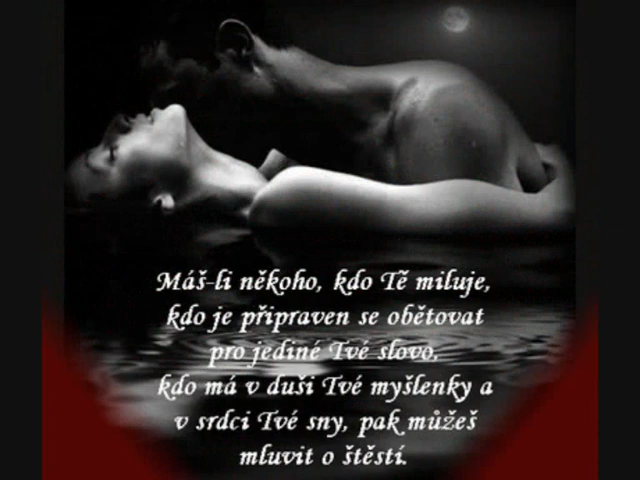 Máš-li někoho, kdo Tě miluje,
kdo je připraven se obětovat
pro jediné Tvé slovo,
kdo má v duši Tvé myšlenky a
v srdci Tvé sny, pak můžeš
mluvit o štěstí.